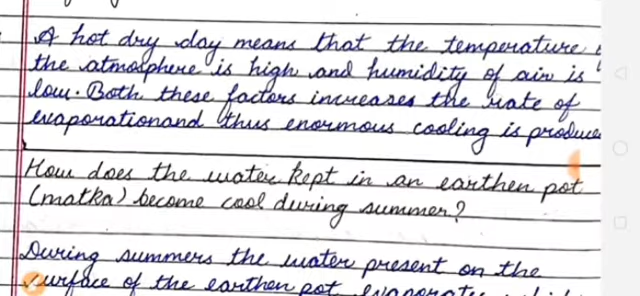 A hot dry day means that the temperature
the atmosphere is high and humidity of air is
low. Both these factors increases the rate of
evaporationand thus enormous cooling is produce
How does the water kept in an earthen pot
(matka) become cool during summer?
During summers the water present on the
surface of the earthen pot evaporates